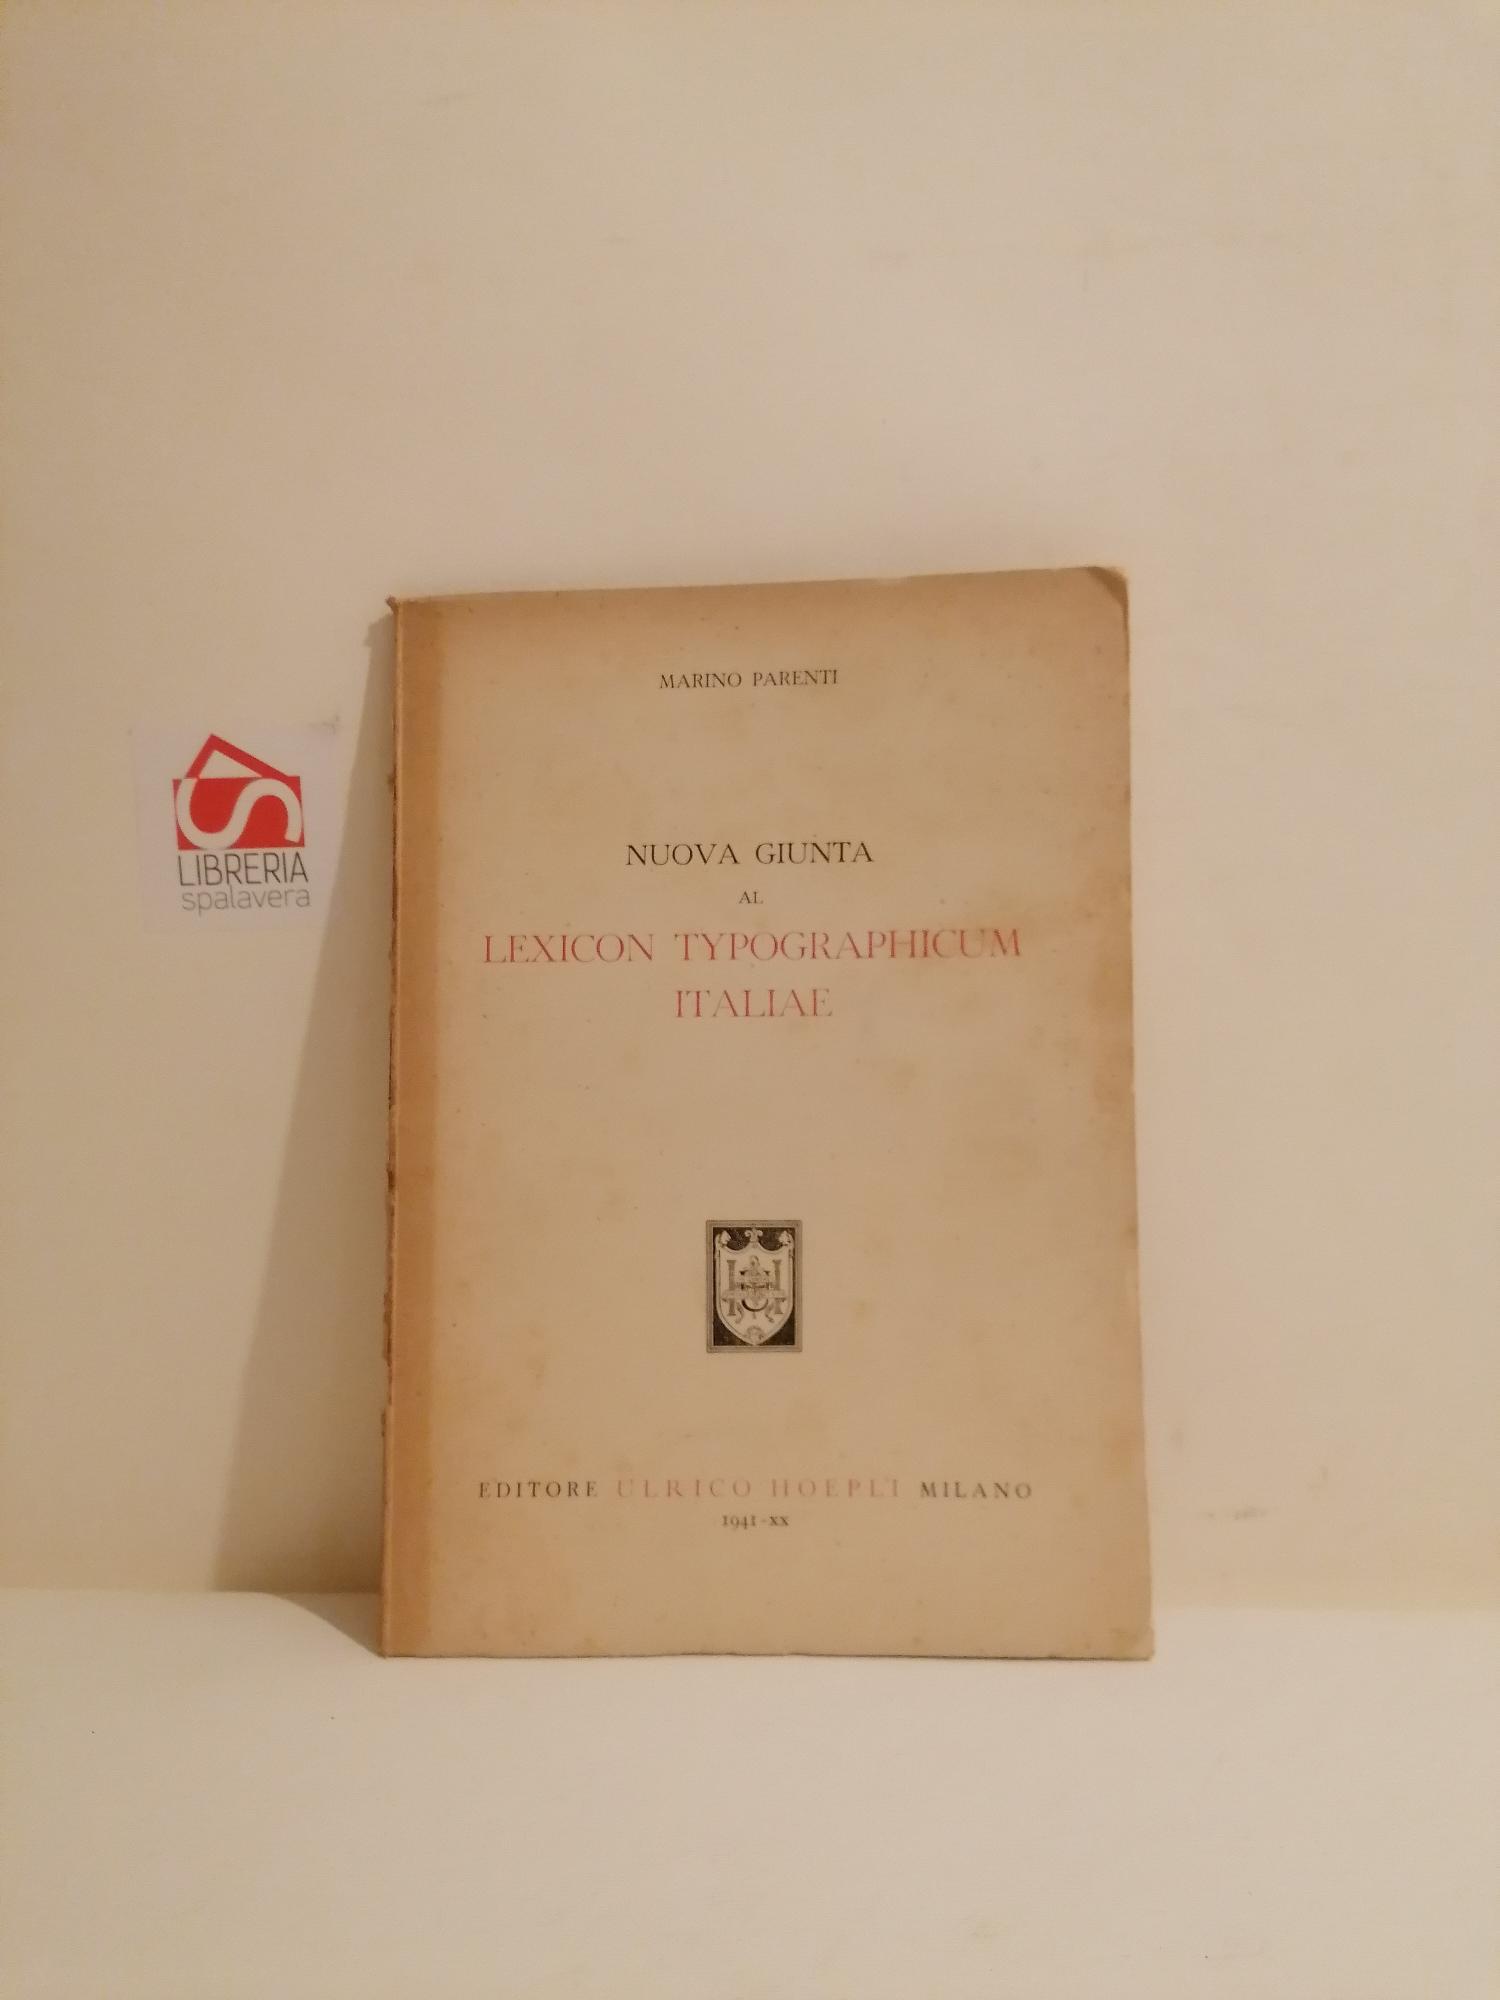 MARINO PARENTI
NUOVA GIUNTA
AL
LEXICON TYPOGRAPHICUM
ITALIAE
EDITORE ULRICO HOEPLI MILANO
1941-XX
LIBRERIA
spalavera